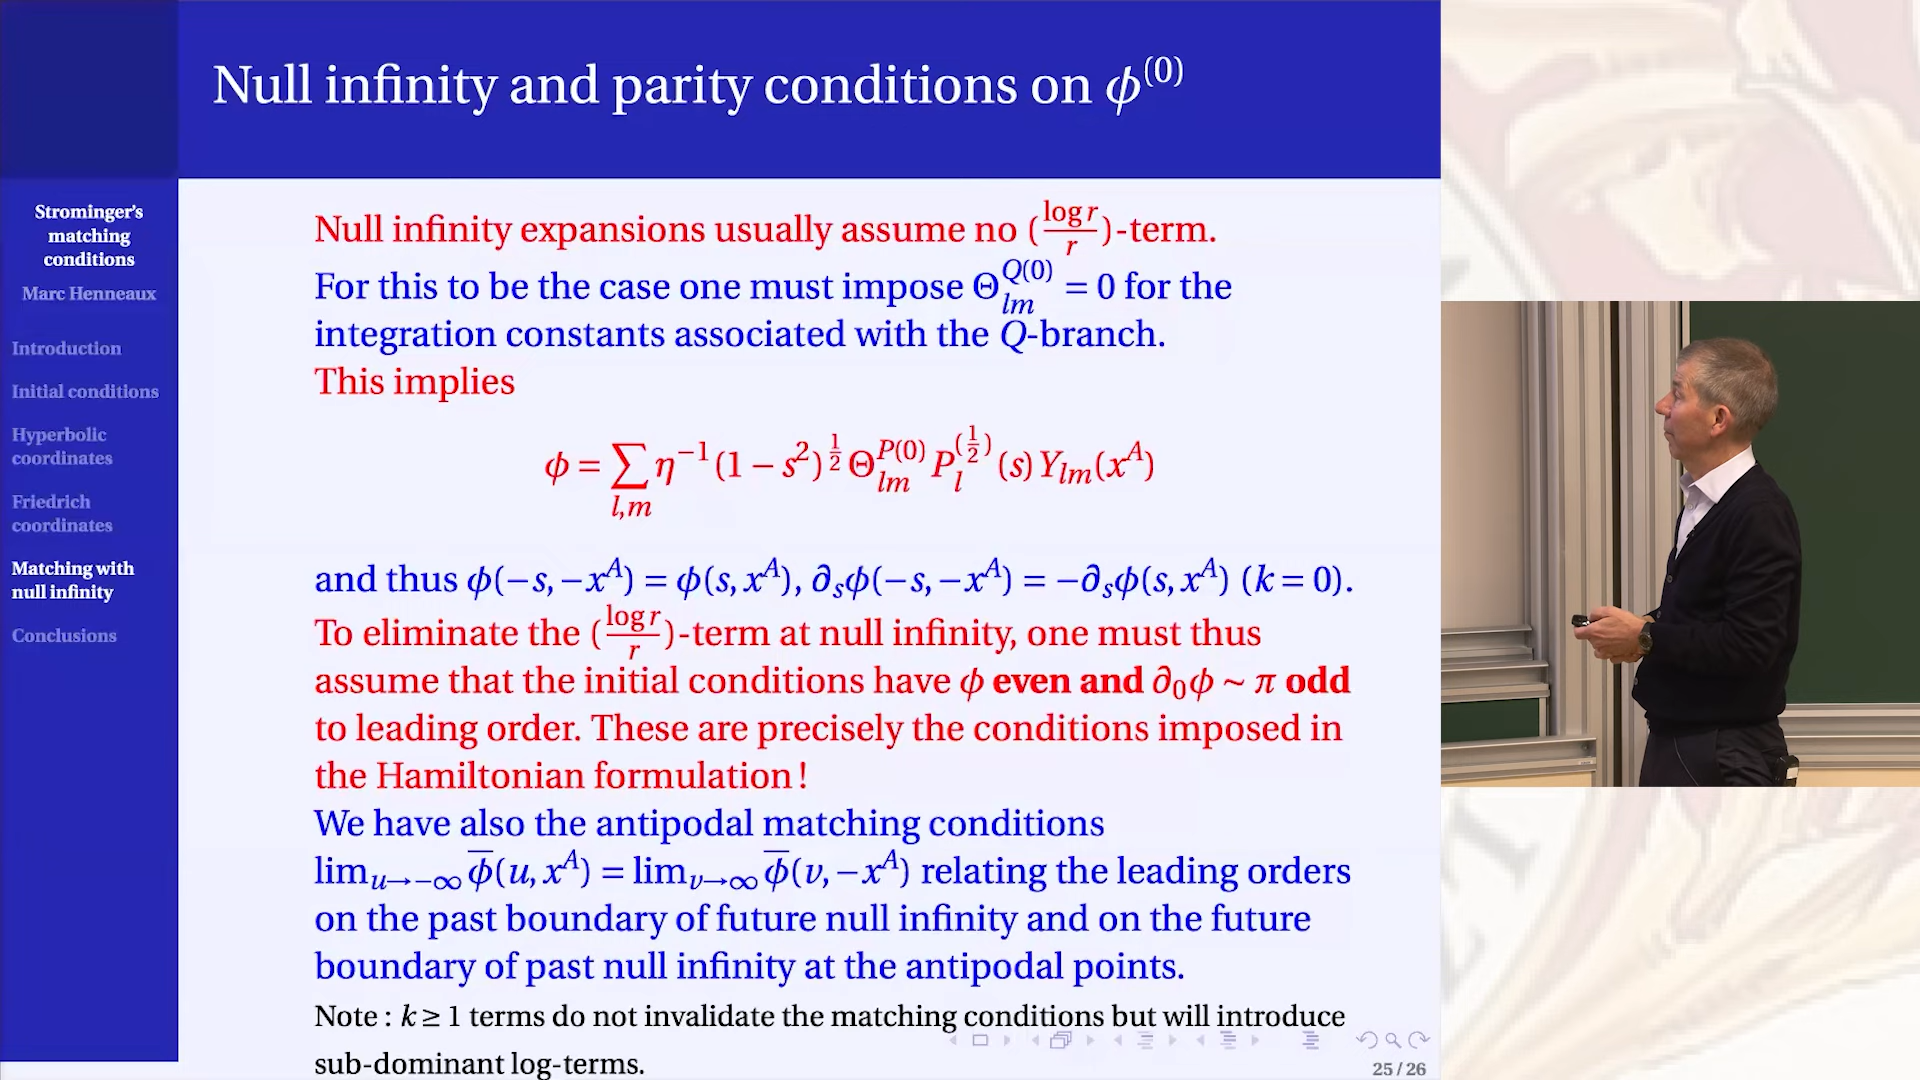 Null infinity and parity conditions on ϕ^(0)
Strominger's
matching
conditions
Marc Henneaux
Introduction
Initial conditions
Hyperbolic
coordinates
Friedrich
coordinates
Matching with
null infinity
Conclusions
Null infinity expansions usually assume no (log r / r)-term.
For this to be the case one must impose Θ_{lm}^{Q(0)} = 0 for the
integration constants associated with the Q-branch.
This implies
ϕ = ∑_{l,m} η^{−1}(1 − s²)^{1/2} Θ_{lm}^{P(0)} P_l^{(1/2)}(s) Y_{lm}(x^A)
and thus ϕ(−s, −x^A) = ϕ(s, x^A), ∂_sϕ(−s, −x^A) = −∂_sϕ(s, x^A) (k = 0).
To eliminate the (log r / r)-term at null infinity, one must thus
assume that the initial conditions have ϕ even and ∂_0ϕ ~ π odd
to leading order. These are precisely the conditions imposed in
the Hamiltonian formulation !
We have also the antipodal matching conditions
lim_{u→−∞} ϕ̅(u, x^A) = lim_{v→∞} ϕ̅(v, −x^A) relating the leading orders
on the past boundary of future null infinity and on the future
boundary of past null infinity at the antipodal points.
Note : k ≥ 1 terms do not invalidate the matching conditions but will introduce
sub-dominant log-terms.
25 / 26